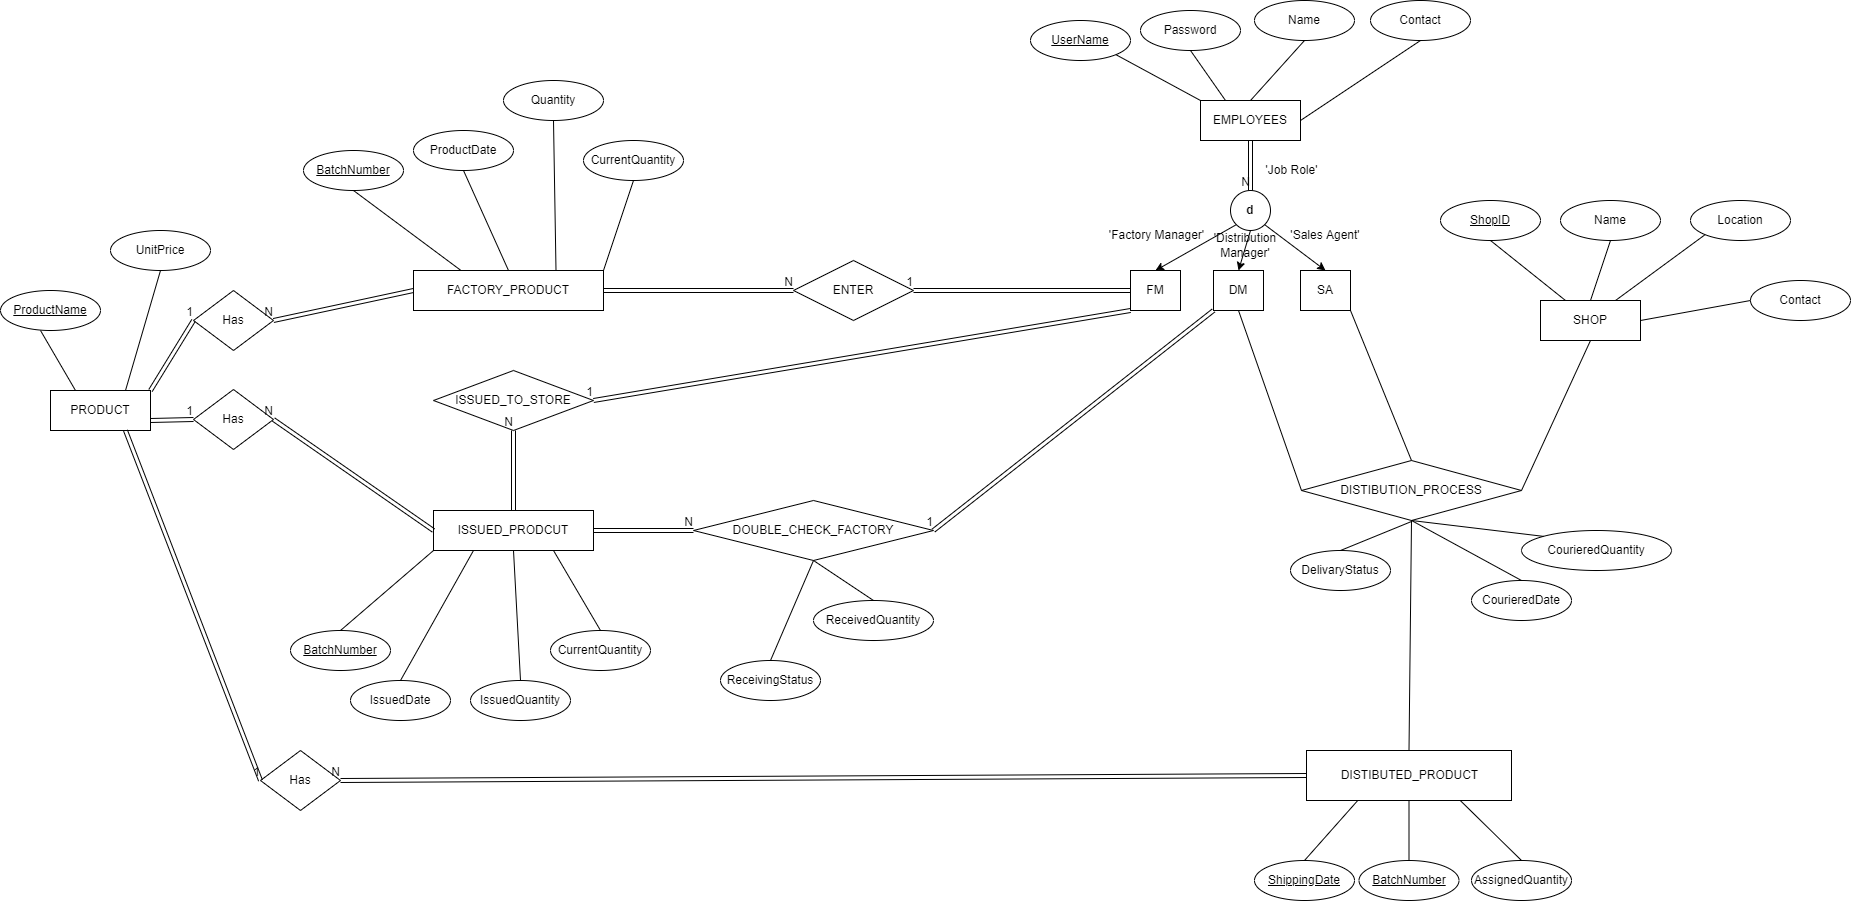 Name
Contact
Password
UserName
Quantity
EMPLOYEES
ProductDate
CurrentQuantity
BatchNumber
'Job Role'
N
d
ShopID
Name
Location
'Factory Manager'
'Distribution
Manager'
'Sales Agent'
UnitPrice
FACTORY_PRODUCT
N
ENTER
1
FM
DM
SA
Contact
ProductName
1
Has
N
SHOP
ISSUED_TO_STORE
1
N
PRODUCT
1
Has
N
DISTIBUTION_PROCESS
ISSUED_PRODCUT
N
DOUBLE_CHECK_FACTORY
1
CourieredQuantity
DelivaryStatus
CourieredDate
ReceivedQuantity
BatchNumber
CurrentQuantity
ReceivingStatus
IssuedDate
IssuedQuantity
1
Has
N
DISTIBUTED_PRODUCT
ShippingDate
BatchNumber
AssignedQuantity